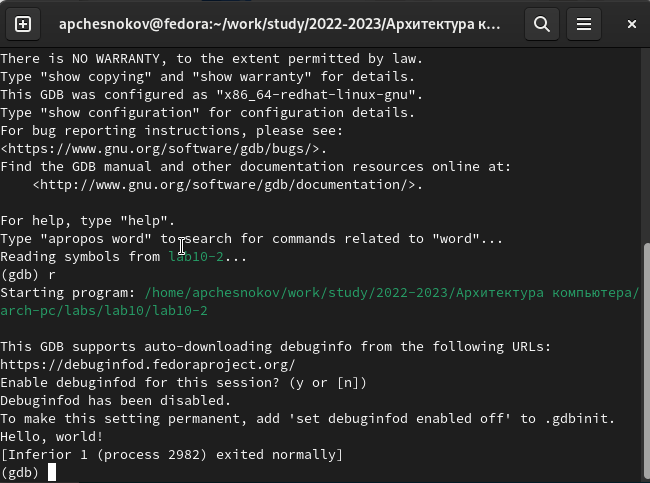 apchesnokov@fedora:~/work/study/2022-2023/Архитектура к...
There is NO WARRANTY, to the extent permitted by law.
Type "show copying" and "show warranty" for details.
This GDB was configured as "x86_64-redhat-linux-gnu".
Type "show configuration" for configuration details.
For bug reporting instructions, please see:
<https://www.gnu.org/software/gdb/bugs/>.
Find the GDB manual and other documentation resources online at:
    <http://www.gnu.org/software/gdb/documentation/>.
For help, type "help".
Type "apropos word" to search for commands related to "word"...
Reading symbols from lab10-2...
(gdb) r
Starting program: /home/apchesnokov/work/study/2022-2023/Архитектура компьютера/
arch-pc/labs/lab10/lab10-2
This GDB supports auto-downloading debuginfo from the following URLs:
https://debuginfod.fedoraproject.org/
Enable debuginfod for this session? (y or [n])
Debuginfod has been disabled.
To make this setting permanent, add 'set debuginfod enabled off' to .gdbinit.
Hello, world!
[Inferior 1 (process 2982) exited normally]
(gdb)